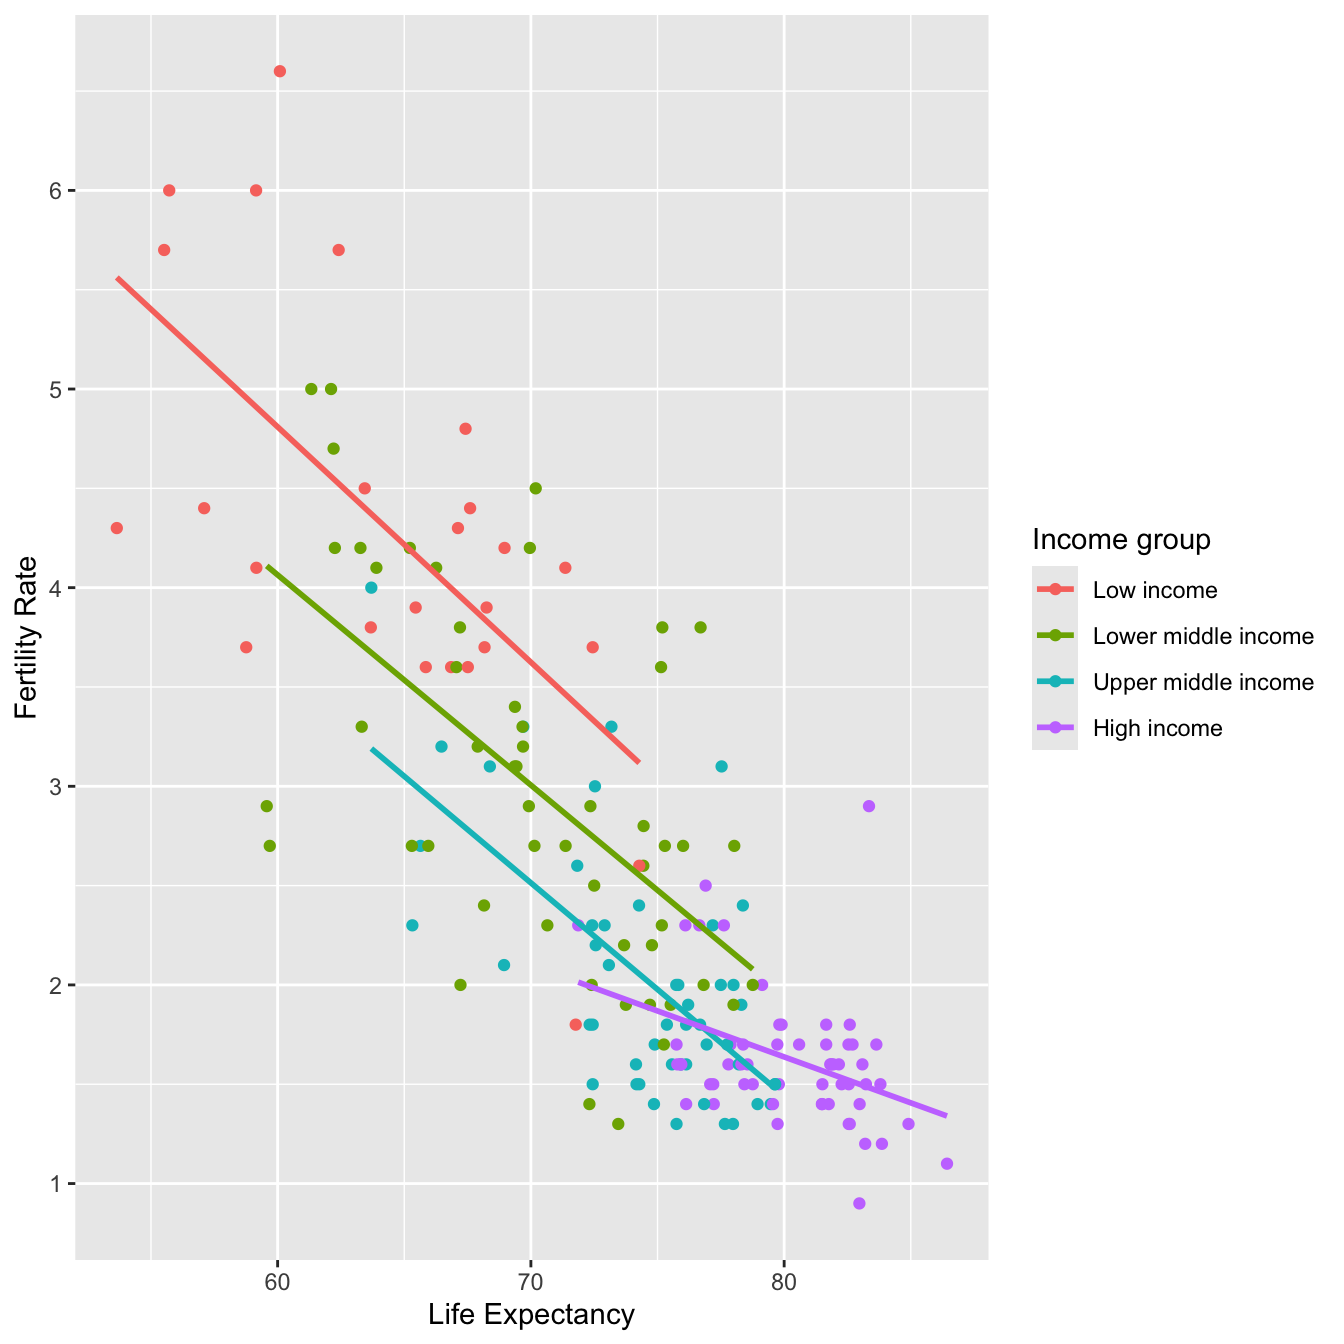 6
5
4
3
2
1
Fertility Rate
60 70 80
Life Expectancy
Income group
Low income
Lower middle income
Upper middle income
High income